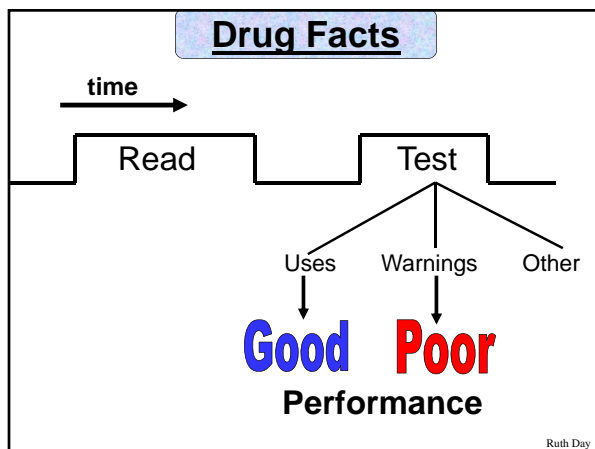 Drug Facts
time
Read Test
Uses Warnings Other
Good Poor
Performance
Ruth Day